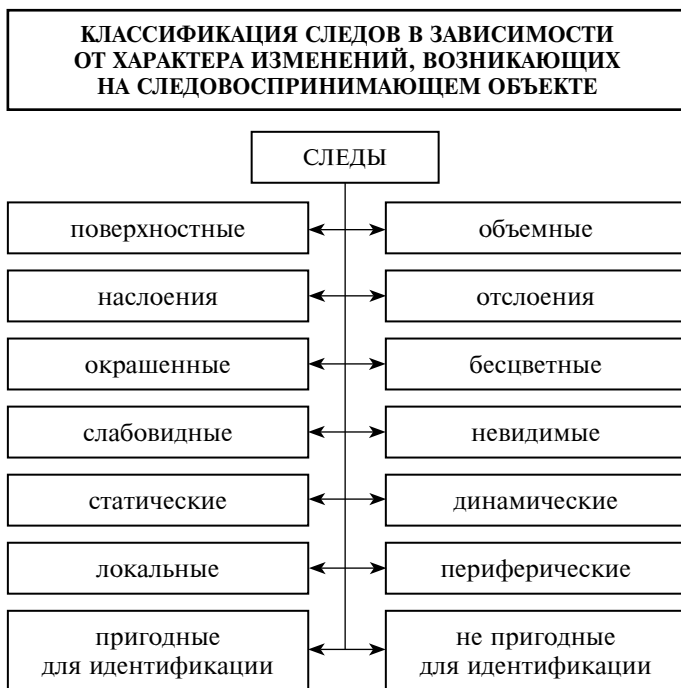 КЛАССИФИКАЦИЯ СЛЕДОВ В ЗАВИСИМОСТИ
ОТ ХАРАКТЕРА ИЗМЕНЕНИЙ, ВОЗНИКАЮЩИХ
НА СЛЕДОВОСПРИНИМАЮЩЕМ ОБЪЕКТЕ
СЛЕДЫ
поверхностные
объемные
наслоения
отслоения
окрашенные
бесцветные
слабовидные
невидимые
статические
динамические
локальные
периферические
пригодные
для идентификации
не пригодные
для идентификации